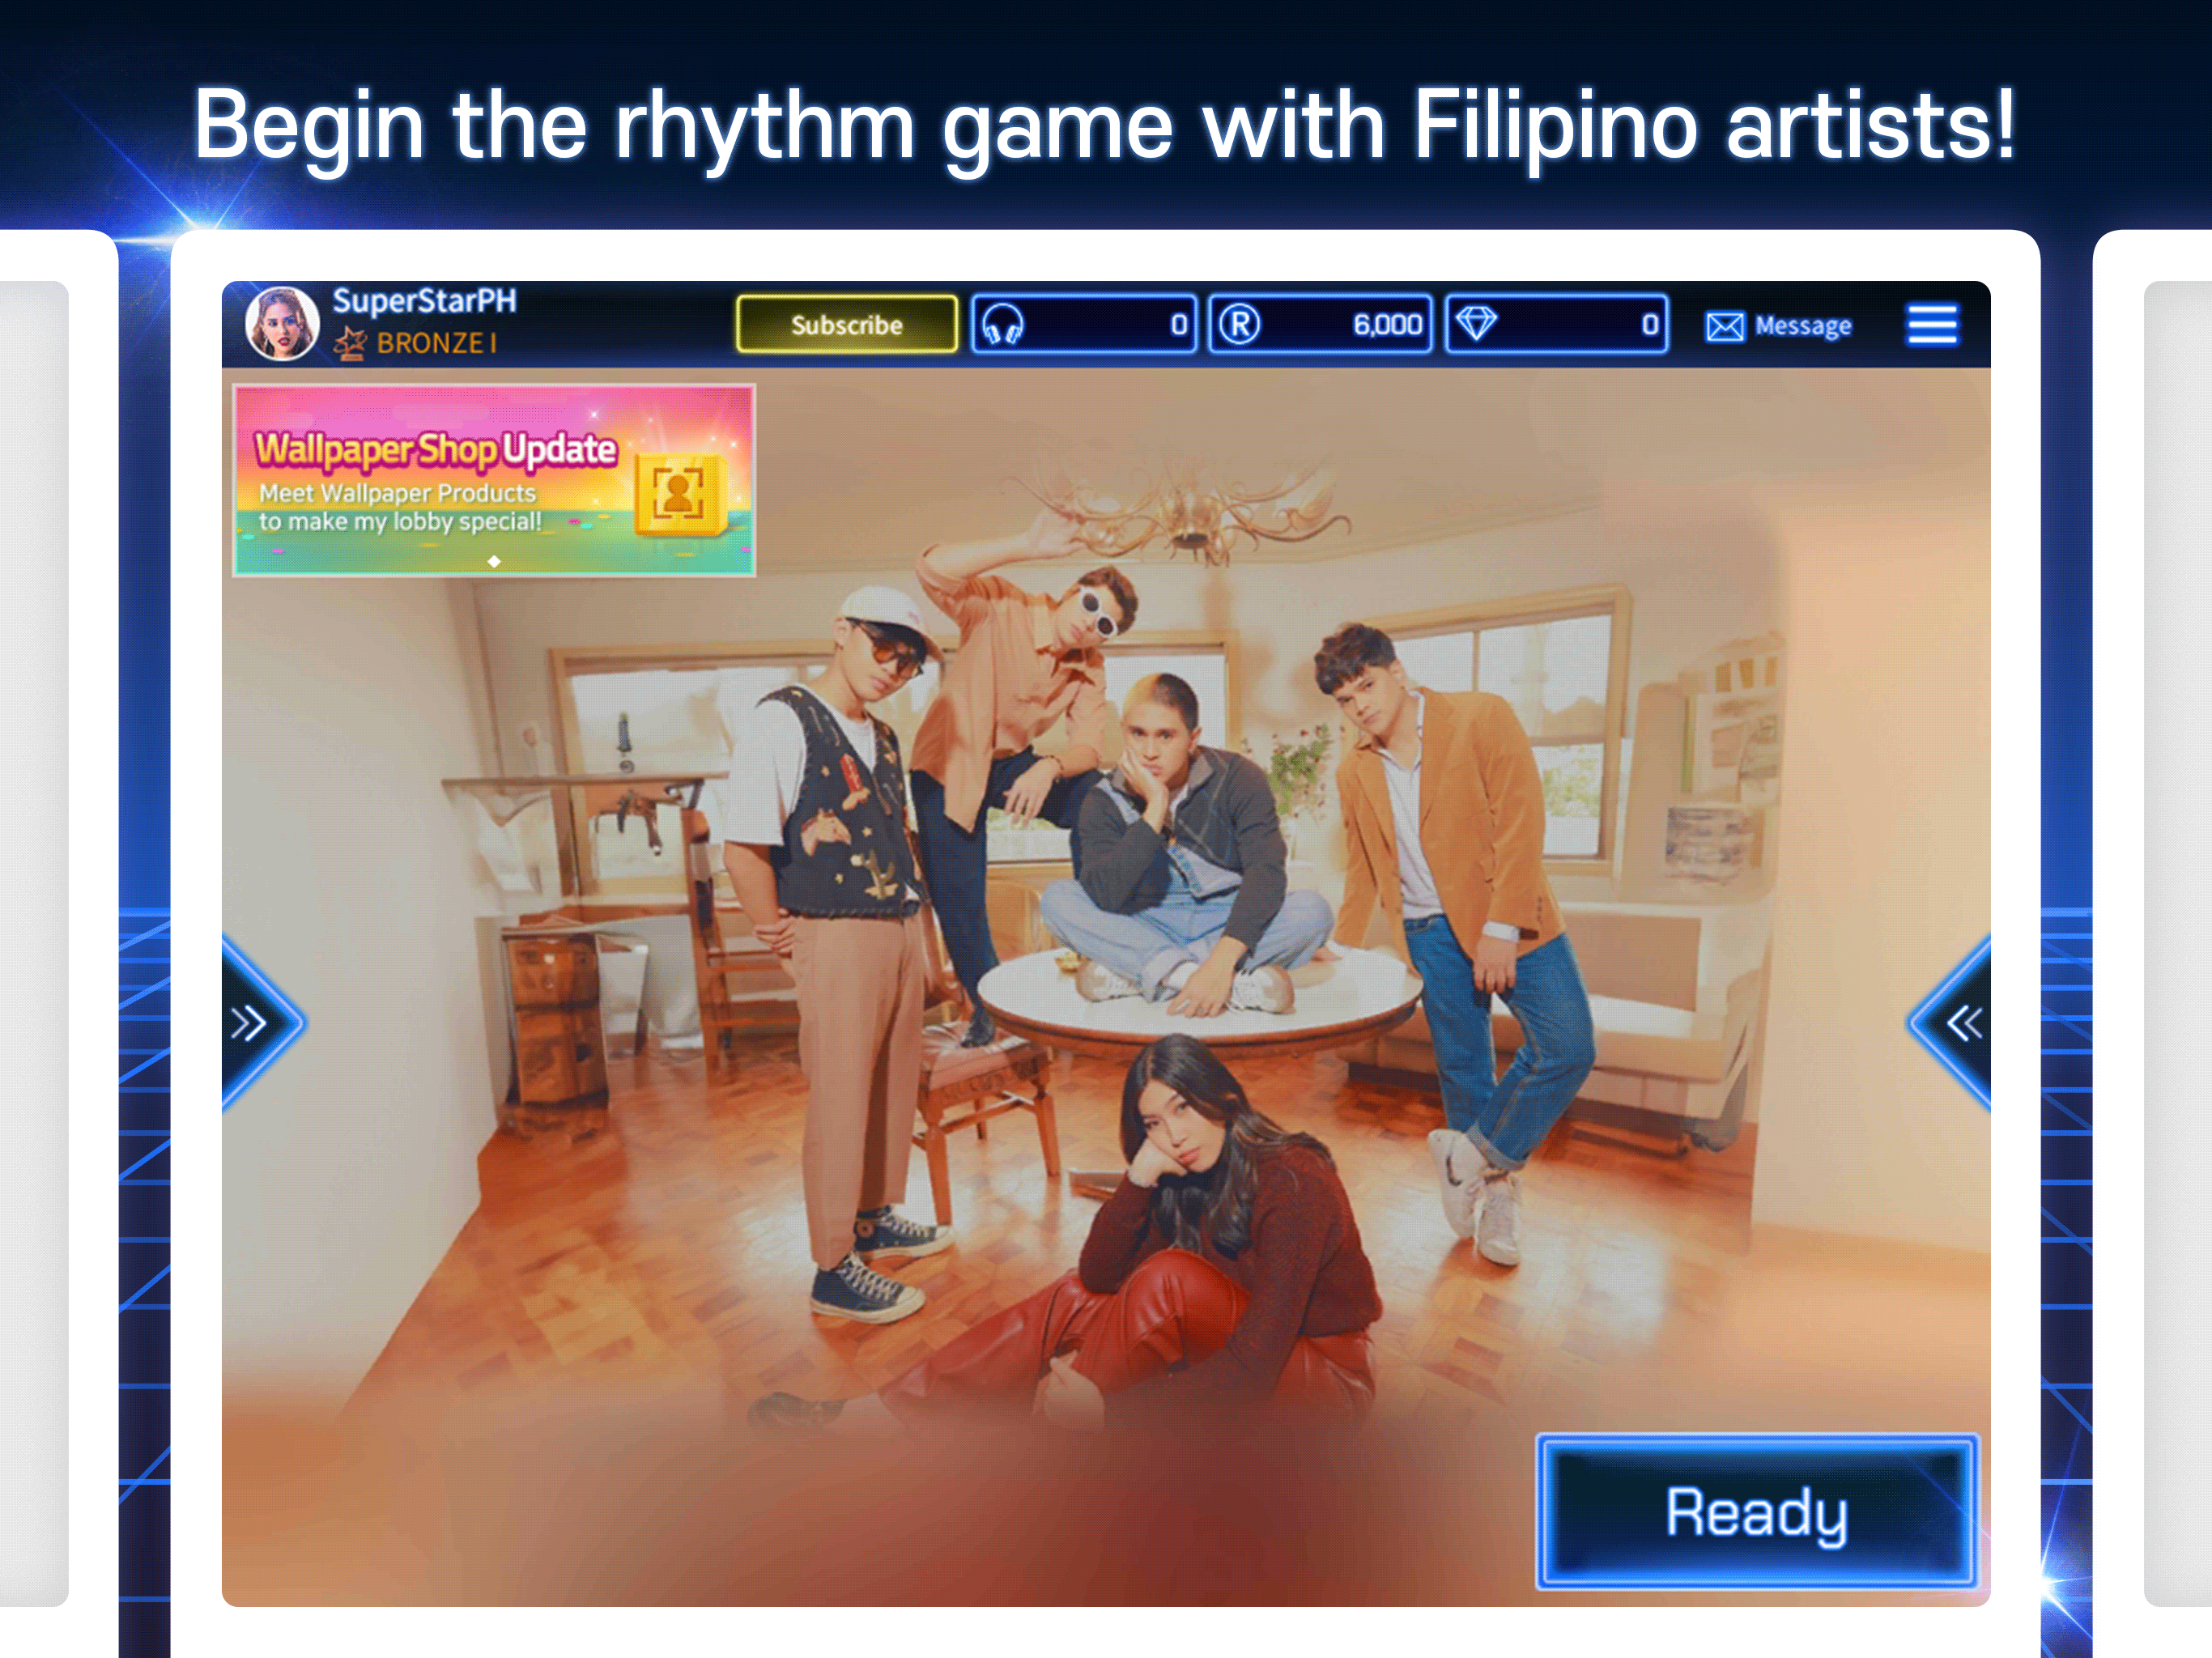 Begin the rhythm game with Filipino artists!
SuperStarPH
BRONZE I
Subscribe
0
R
6,000
0
Message
Wallpaper Shop Update
Meet Wallpaper Products
to make my lobby special!
Ready